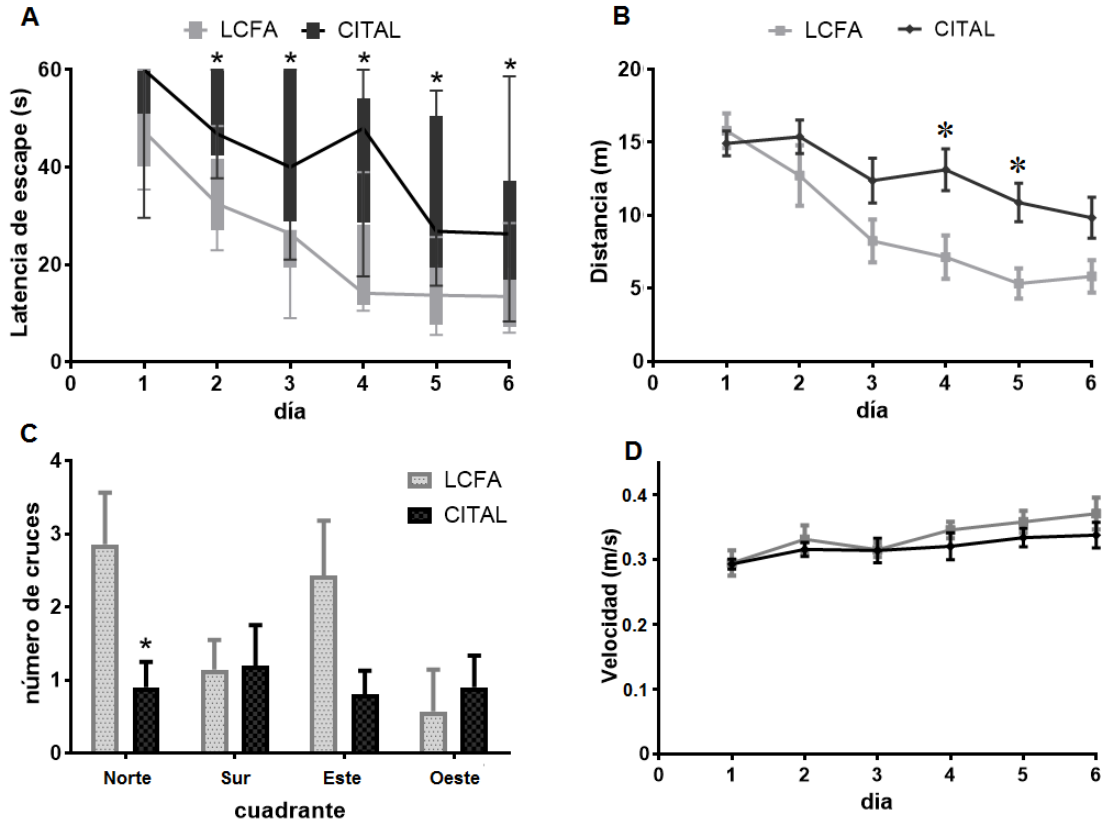 A
LCFA CITAL
Latencia de escape (s)
60
40
20
0
* * * * *
0 1 2 3 4 5 6
día
B
LCFA CITAL
Distancia (m)
20
15
10
5
0
* *
0 1 2 3 4 5 6
día
C
número de cruces
4
3
2
1
0
LCFA
CITAL
*
Norte Sur Este Oeste
cuadrante
D
Velocidad (m/s)
0.4
0.3
0.2
0.1
0
0 1 2 3 4 5 6
dia